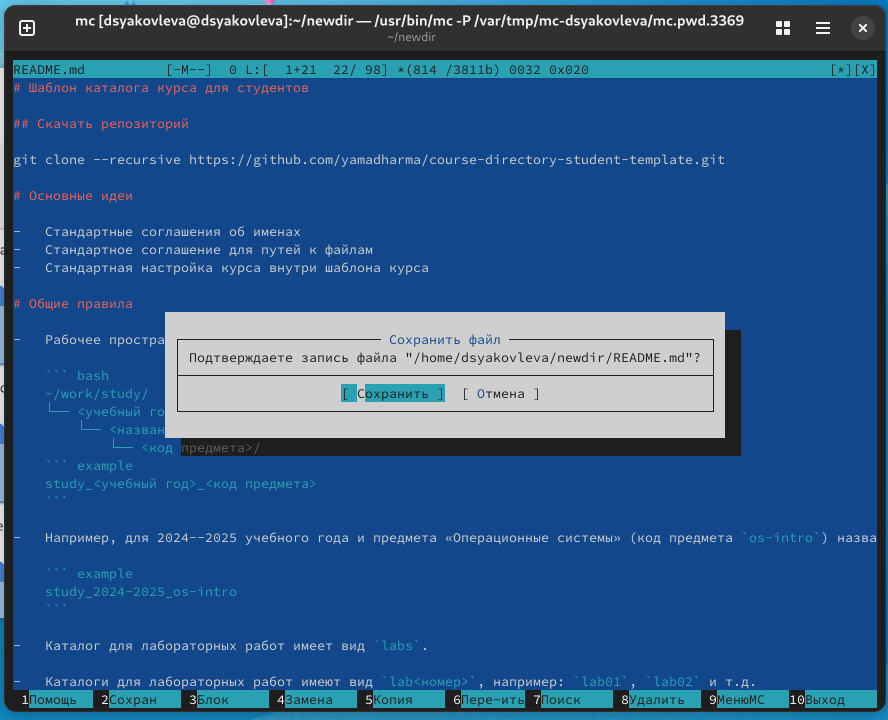 mc [dsyakovleva@dsyakovleva]:~/newdir — /usr/bin/mc -P /var/tmp/mc-dsyakovleva/mc.pwd.3369
~/newdir
README.md [-M--] 0 L:[ 1+21 22/ 98] *(814 /3811b) 0032 0x020 [*][X]
# Шаблон каталога курса для студентов
## Скачать репозиторий
git clone --recursive https://github.com/yamadharma/course-directory-student-template.git
# Основные идеи
- Стандартные соглашения об именах
- Стандартное соглашение для путей к файлам
- Стандартная настройка курса внутри шаблона курса
# Общие правила
- Рабочее простра
Сохранить файл
Подтверждаете запись файла "/home/dsyakovleva/newdir/README.md"?
[ Сохранить ] [ Отмена ]
``` bash
~/work/study/
└── <учебный го
└── <назван
└── <код предмета>/
``` example
study_<учебный год>_<код предмета>
```
- Например, для 2024--2025 учебного года и предмета «Операционные системы» (код предмета `os-intro`) назва
``` example
study_2024-2025_os-intro
```
- Каталог для лабораторных работ имеет вид `labs`.
- Каталоги для лабораторных работ имеют вид `lab<номер>`, например: `lab01`, `lab02` и т.д.
1Помощь 2Сохран 3Блок 4Замена 5Копия 6Пере~ить 7Поиск 8Удалить 9МенюМС 10Выход